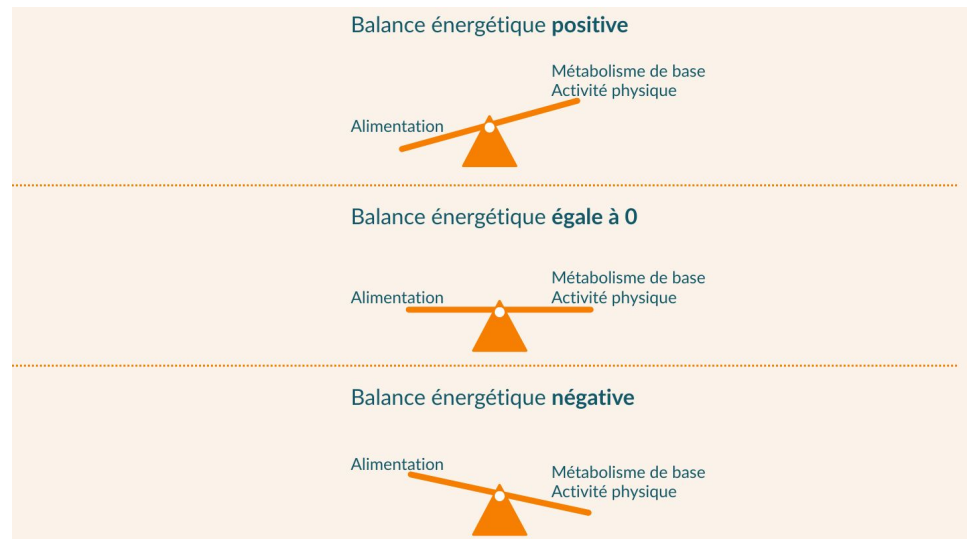 Balance énergétique positive
Métabolisme de base
Activité physique
Alimentation
Balance énergétique égale à 0
Métabolisme de base
Alimentation
Activité physique
Balance énergétique négative
Alimentation
Métabolisme de base
Activité physique